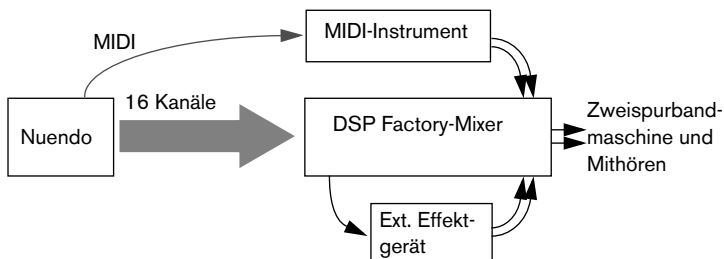 MIDI
MIDI-Instrument
16 Kanäle
Nuendo
DSP Factory-Mixer
Zweispurband-
maschine und
Mithören
Ext. Effekt-
gerät